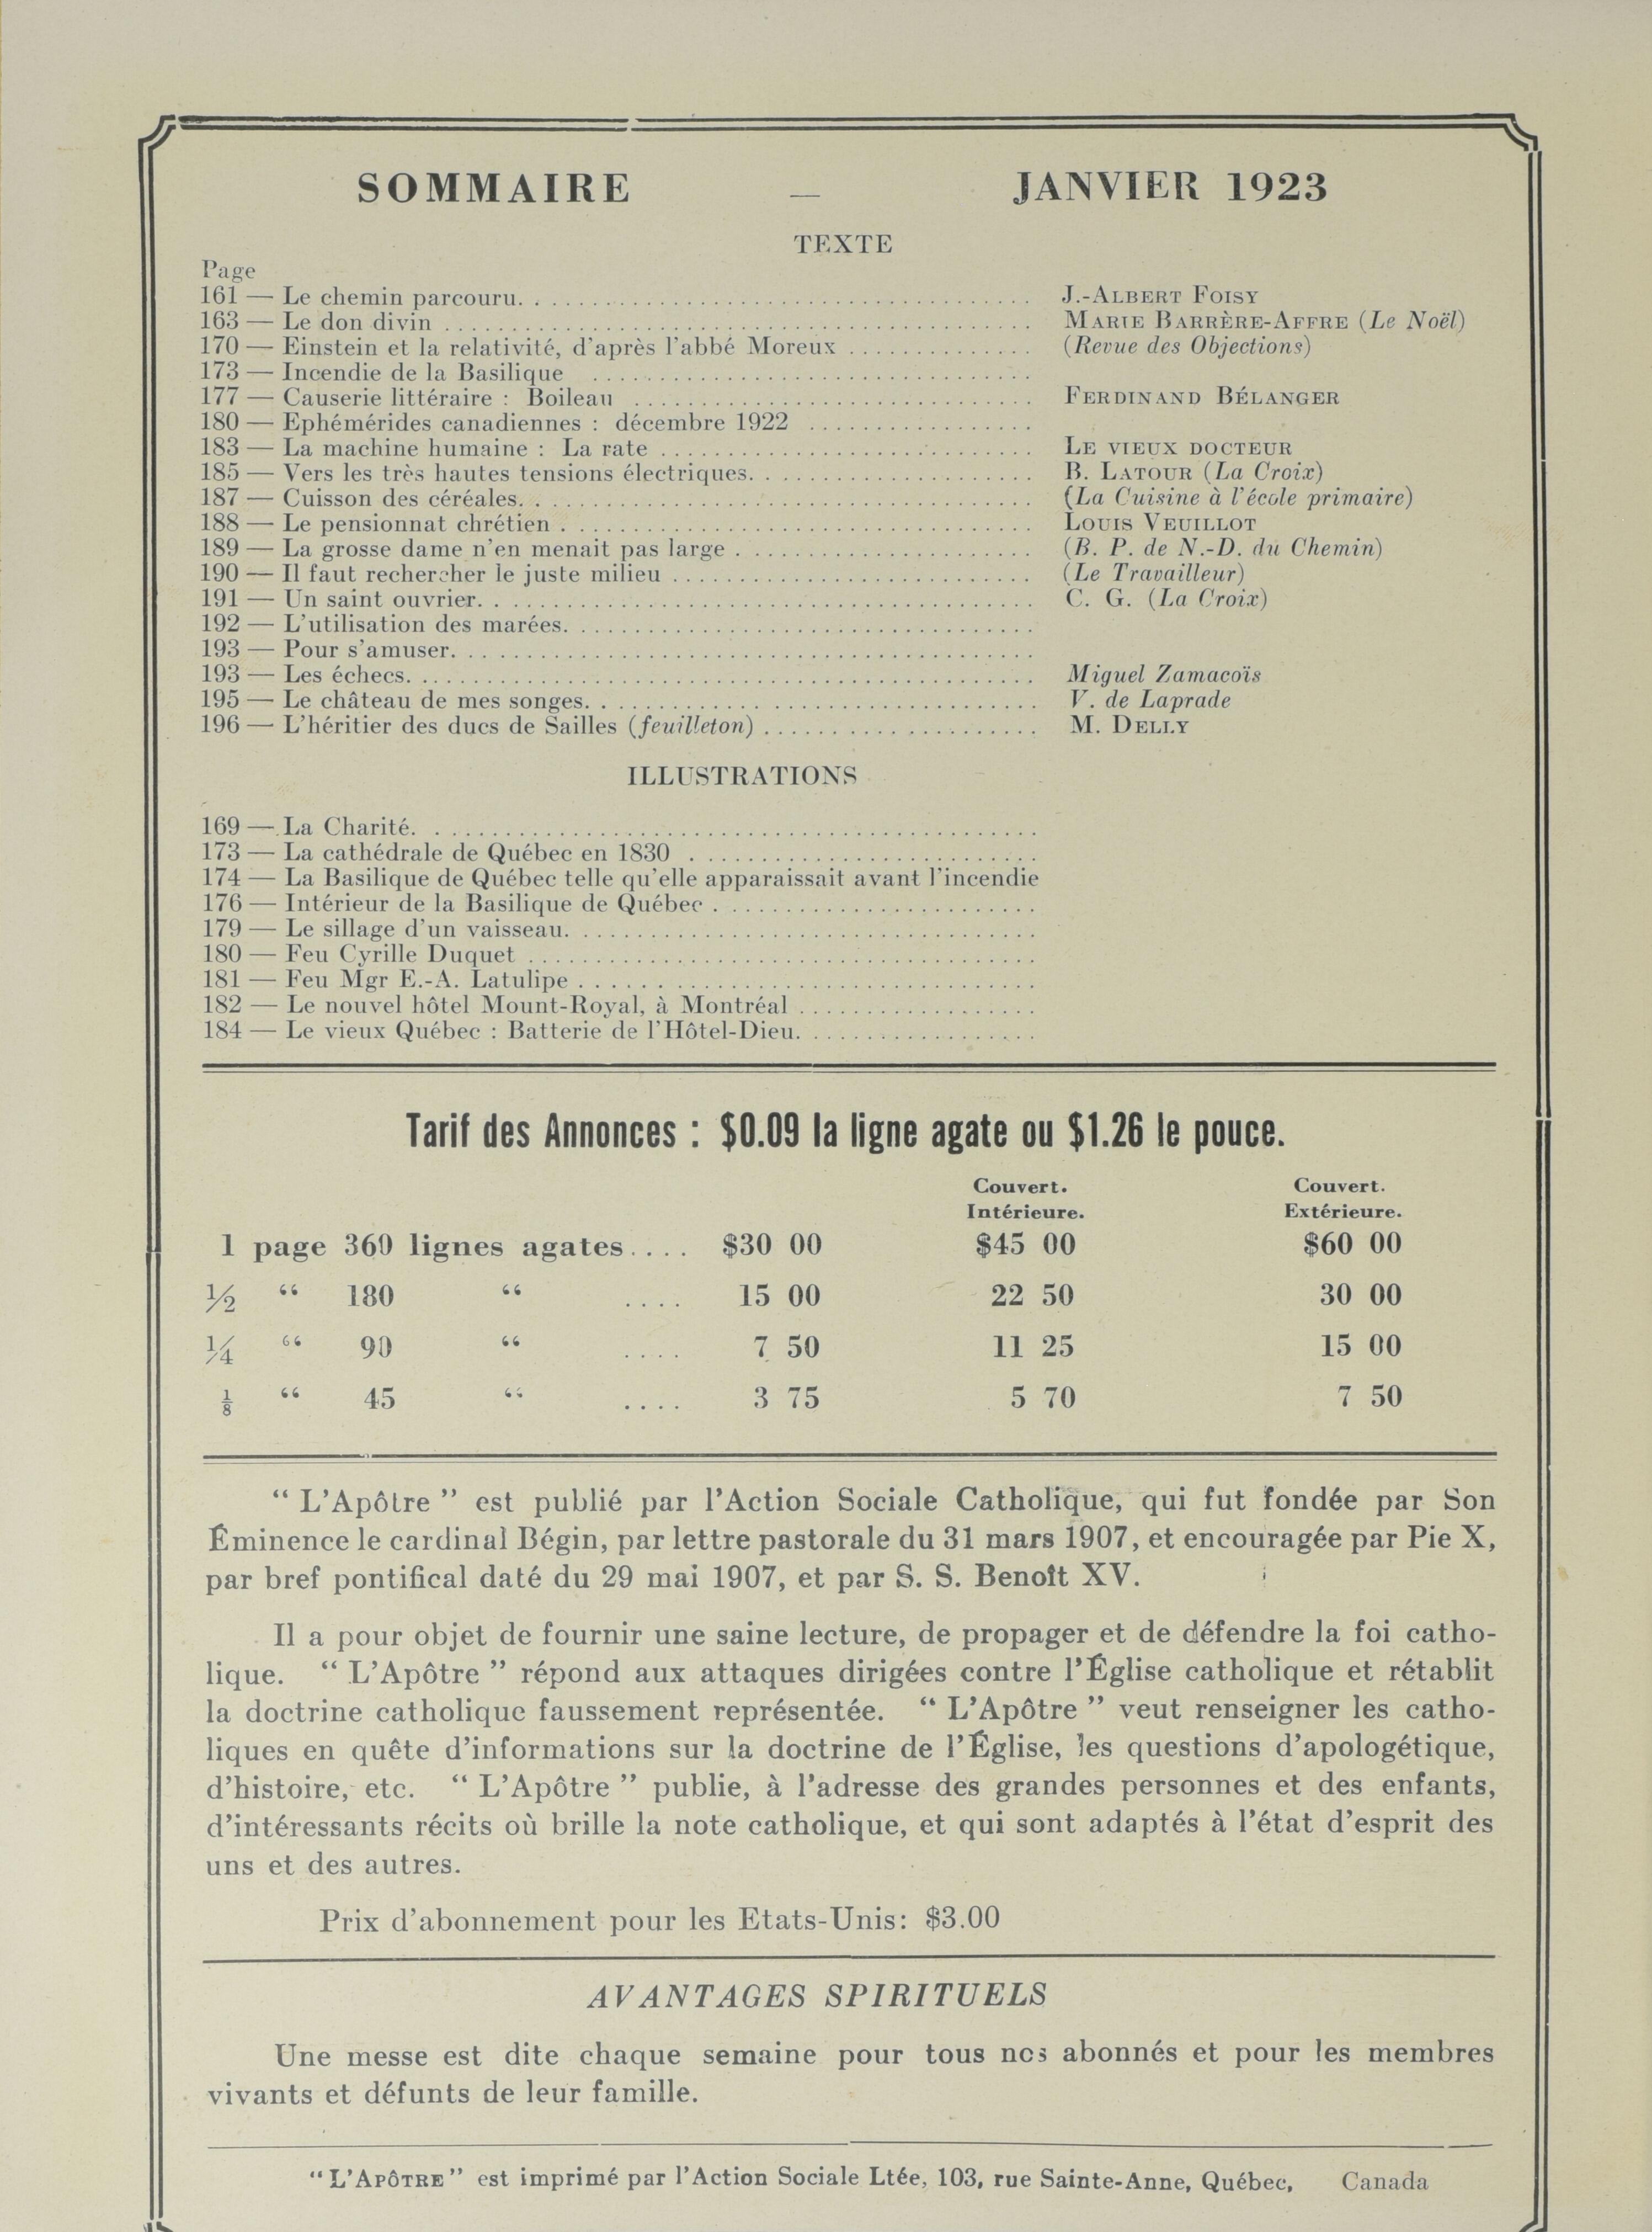 SOMMAIRE — JANVIER 1923
TEXTE
Page
161 — Le chemin parcouru. . . . . . . . . . . . . . . . . . . . J.-ALBERT FOISY
163 — Le don divin . . . . . . . . . . . . . . . . . . . . MARIE BARRÈRE-AFFRE (Le Noël)
170 — Einstein et la relativité, d'après l'abbé Moreux . . . . . . . . . . (Revue des Objections)
173 — Incendie de la Basilique . . . . . . . . . . . . . . . . . . . .
177 — Causerie littéraire : Boileau . . . . . . . . . . . . . . . . . . . . FERDINAND BÉLANGER
180 — Ephémérides canadiennes : décembre 1922 . . . . . . . . . .
183 — La machine humaine : La rate . . . . . . . . . . . . . . . . . . . . LE VIEUX DOCTEUR
185 — Vers les très hautes tensions électriques. . . . . . . . . . . B. LATOUR (La Croix)
187 — Cuisson des céréales. . . . . . . . . . . . . . . . . . . . (La Cuisine à l'école primaire)
188 — Le pensionnat chrétien . . . . . . . . . . . . . . . . . . . . LOUIS VEUILLOT
189 — La grosse dame n'en menait pas large . . . . . . . . . . (B. P. de N.-D. du Chemin)
190 — Il faut rechercher le juste milieu . . . . . . . . . . (Le Travailleur)
191 — Un saint ouvrier. . . . . . . . . . . . . . . . . . . . C. G. (La Croix)
192 — L'utilisation des marées. . . . . . . . . . . . . . . . . . . .
193 — Pour s'amuser. . . . . . . . . . . . . . . . . . . .
193 — Les échecs. . . . . . . . . . . . . . . . . . . . Miguel Zamacoïs
195 — Le château de mes songes. . . . . . . . . . . . . . . . . . . . V. de Laprade
196 — L'héritier des ducs de Sailles (feuilleton) . . . . . . . . . . M. DELLY
ILLUSTRATIONS
169 — La Charité. . . . . . . . . . . . . . . . . . . .
173 — La cathédrale de Québec en 1830 . . . . . . . . . .
174 — La Basilique de Québec telle qu'elle apparaissait avant l'incendie
176 — Intérieur de la Basilique de Québec . . . . . . . . . .
179 — Le sillage d'un vaisseau. . . . . . . . . . . . . . . . . . . .
180 — Feu Cyrille Duquet . . . . . . . . . . . . . . . . . . . .
181 — Feu Mgr E.-A. Latulipe . . . . . . . . . . . . . . . . . . . .
182 — Le nouvel hôtel Mount-Royal, à Montréal . . . . . . . . . .
184 — Le vieux Québec : Batterie de l'Hôtel-Dieu. . . . . . . . . .
Tarif des Annonces : $0.09 la ligne agate ou $1.26 le pouce.
Couvert. Couvert.
Intérieure. Extérieure.
1 page 360 lignes agates.... $30 00 $45 00 $60 00
½ “ 180 “ .... 15 00 22 50 30 00
¼ “ 90 “ .... 7 50 11 25 15 00
⅛ “ 45 “ .... 3 75 5 70 7 50
“ L'Apôtre ” est publié par l'Action Sociale Catholique, qui fut fondée par Son
Éminence le cardinal Bégin, par lettre pastorale du 31 mars 1907, et encouragée par Pie X,
par bref pontifical daté du 29 mai 1907, et par S. S. Benoît XV.
Il a pour objet de fournir une saine lecture, de propager et de défendre la foi catho-
lique. “ L'Apôtre ” répond aux attaques dirigées contre l'Église catholique et rétablit
la doctrine catholique faussement représentée. “ L'Apôtre ” veut renseigner les catho-
liques en quête d'informations sur la doctrine de l'Église, les questions d'apologétique,
d'histoire, etc. “ L'Apôtre ” publie, à l'adresse des grandes personnes et des enfants,
d'intéressants récits où brille la note catholique, et qui sont adaptés à l'état d'esprit des
uns et des autres.
Prix d'abonnement pour les Etats-Unis: $3.00
AVANTAGES SPIRITUELS
Une messe est dite chaque semaine pour tous nos abonnés et pour les membres
vivants et défunts de leur famille.
“L'APÔTRE” est imprimé par l'Action Sociale Ltée, 103, rue Sainte-Anne, Québec, Canada